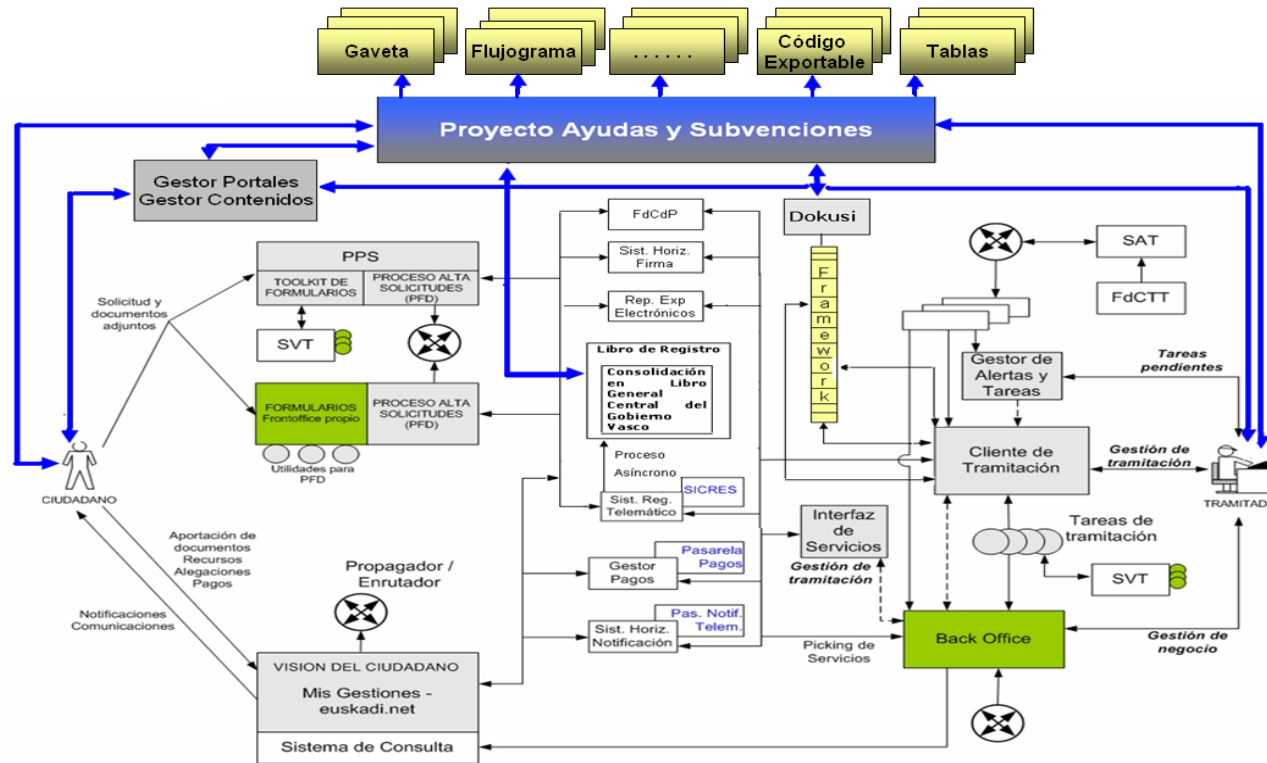 Gaveta
Flujograma
. . . . . .
Código
Exportable
Tablas
Proyecto Ayudas y Subvenciones
Gestor Portales
Gestor Contenidos
Dokusi
FdCdP
Sist. Horiz.
Firma
Rep. Exp
Electrónicos
PPS
TOOLKIT DE
FORMULARIOS
PROCESO ALTA
SOLICITUDES
(PFD)
Solicitud y
documentos
adjuntos
SVT
FORMULARIOS
Frontoffice propio
PROCESO ALTA
SOLICITUDES
(PFD)
Utilidades para
PFD
CIUDADANO
Libro de Registro
Consolidación
en Libro
General
Central del
Gobierno
Vasco
Proceso
Asíncrono
SICRES
Sist. Reg.
Telemático
Framework
SAT
FdCTT
Gestor de
Alertas y
Tareas
Tareas
pendientes
Cliente de
Tramitación
Gestión de
tramitación
TRAMITAD
Interfaz
de
Servicios
Gestión de
tramitación
Tareas de
tramitación
SVT
Aportación de
documentos
Recursos
Alegaciones
Pagos
Notificaciones
Comunicaciones
Propagador /
Enrutador
Pasarela
Pagos
Gestor
Pagos
Pas. Notif.
Telem.
Sist. Horiz.
Notificación
Picking de
Servicios
Back Office
Gestión de
negocio
VISION DEL CIUDADANO
Mis Gestiones -
euskadi.net
Sistema de Consulta